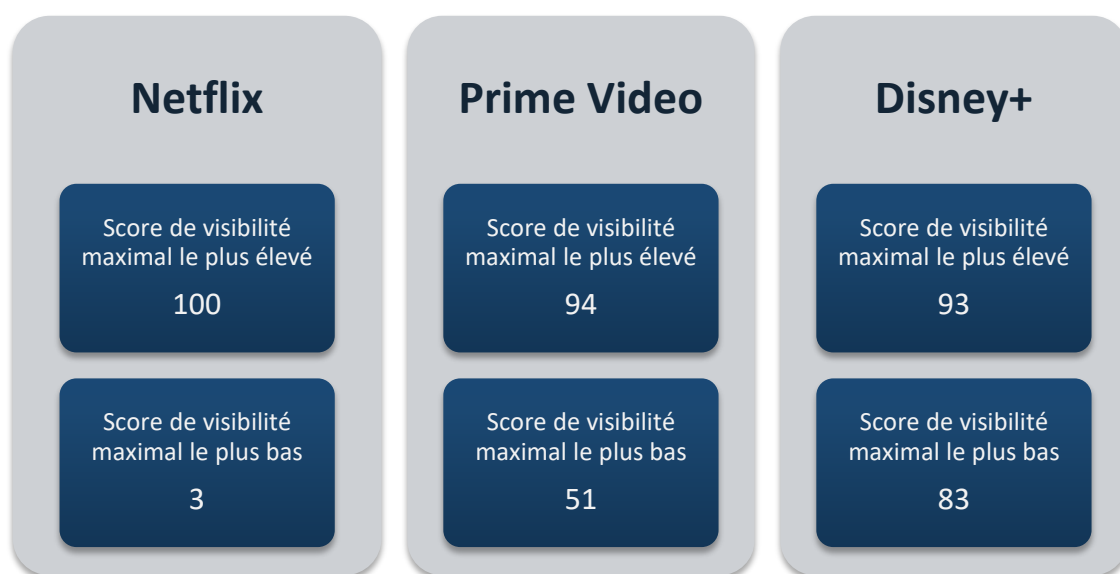 Netflix
Score de visibilité
maximal le plus élevé
100
Score de visibilité
maximal le plus bas
3
Prime Video
Score de visibilité
maximal le plus élevé
94
Score de visibilité
maximal le plus bas
51
Disney+
Score de visibilité
maximal le plus élevé
93
Score de visibilité
maximal le plus bas
83